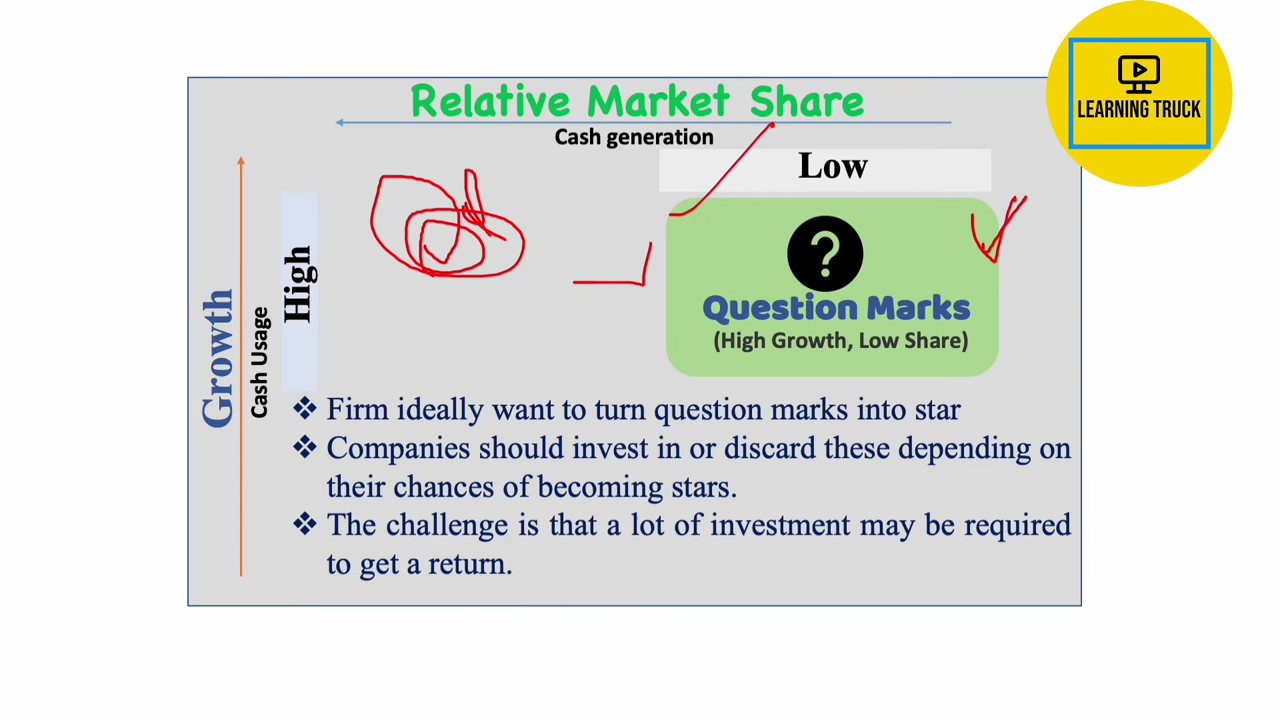 Relative Market Share
Cash generation
LEARNING TRUCK
Low
High
Growth
Cash Usage
?
Question Marks
(High Growth, Low Share)
❖ Firm ideally want to turn question marks into star
❖ Companies should invest in or discard these depending on
their chances of becoming stars.
❖ The challenge is that a lot of investment may be required
to get a return.